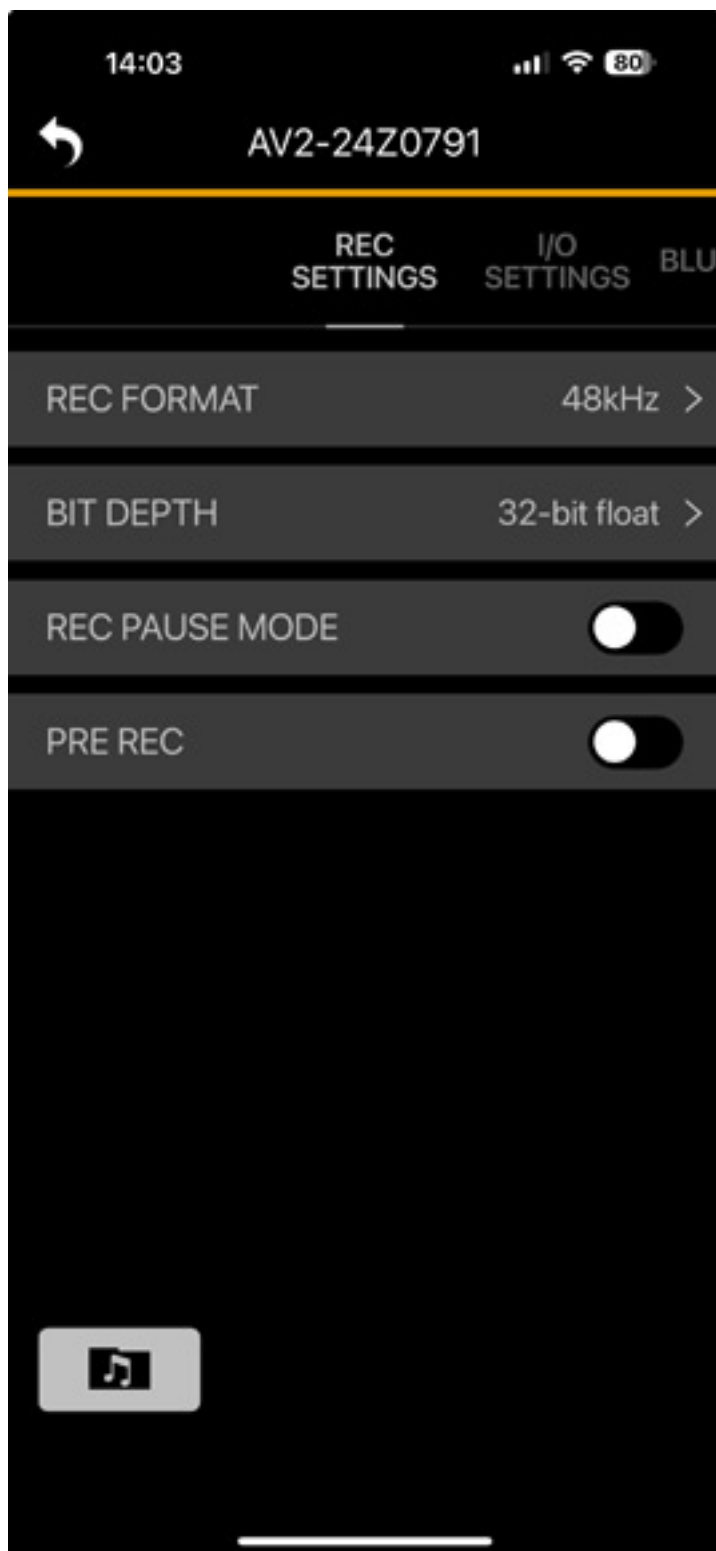 14:03
80
AV2-24Z0791
REC
SETTINGS
I/O
SETTINGS
BLU
REC FORMAT
48kHz >
BIT DEPTH
32-bit float >
REC PAUSE MODE
PRE REC